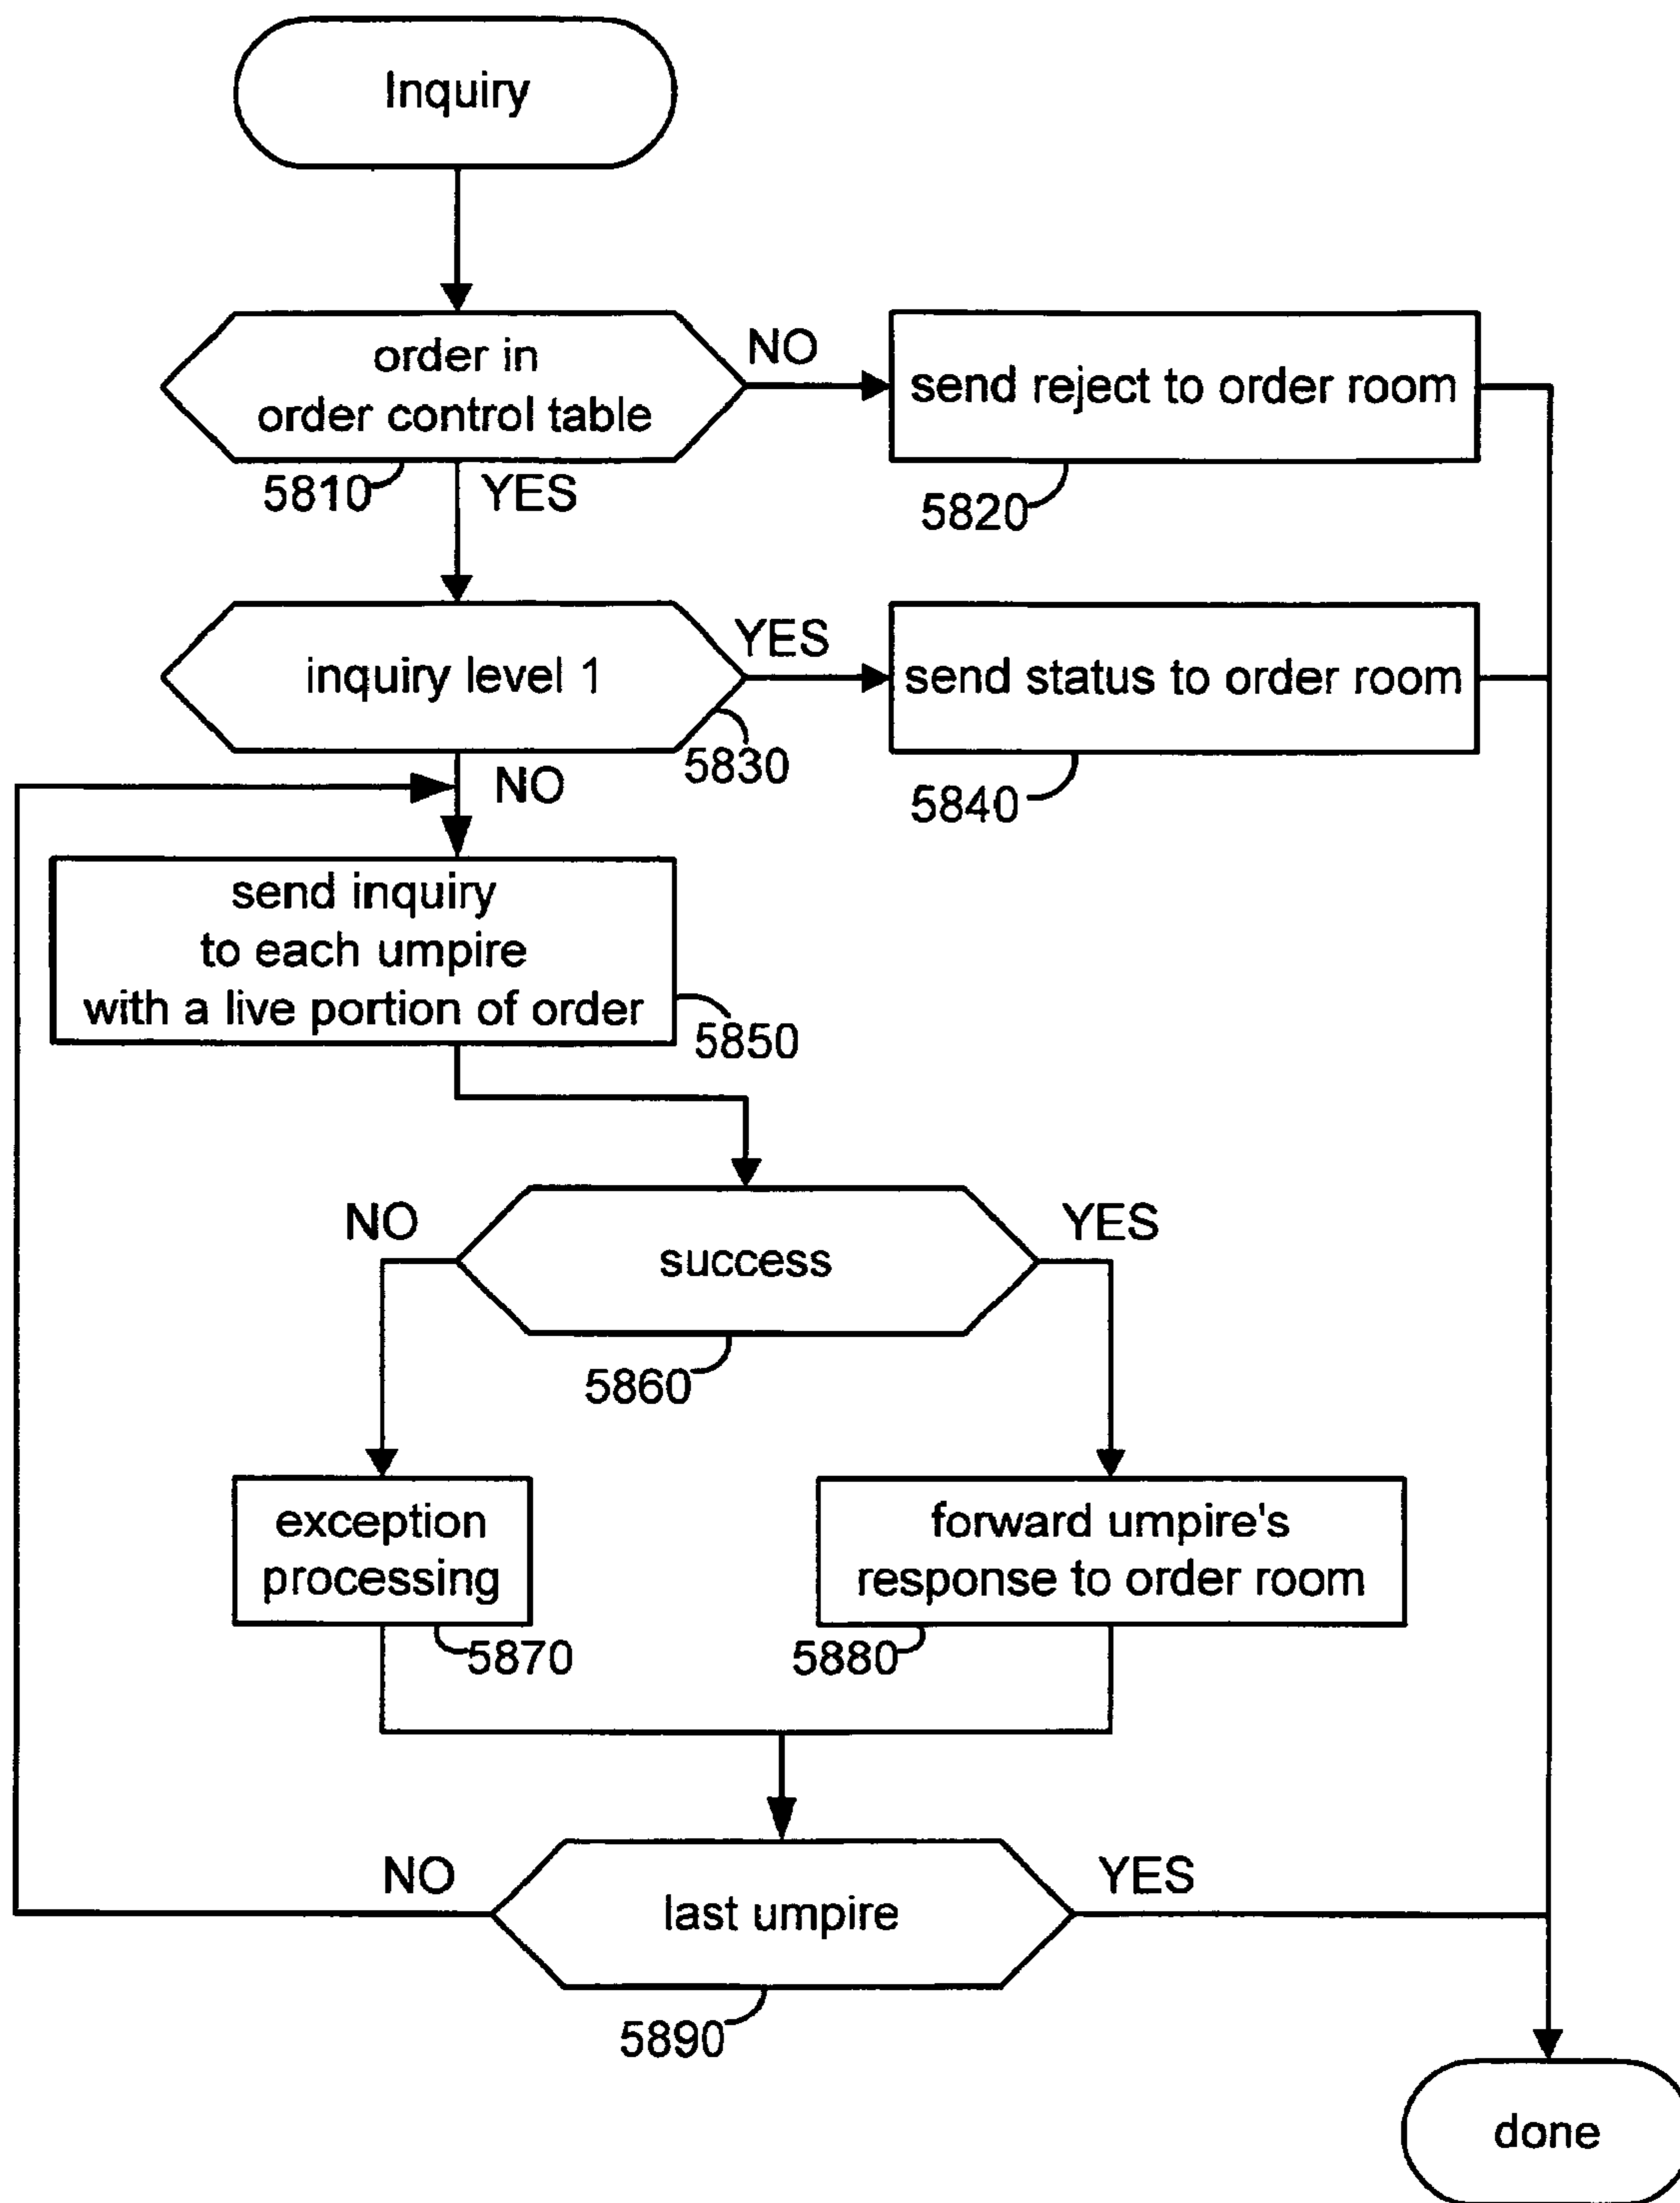 Inquiry
order in
order control table
NO
send reject to order room
5810
YES
5820
inquiry level 1
YES
send status to order room
5830
NO
5840
send inquiry
to each umpire
with a live portion of order
5850
NO
success
YES
5860
exception
processing
forward umpire's
response to order room
5870
5880
NO
last umpire
YES
5890
done